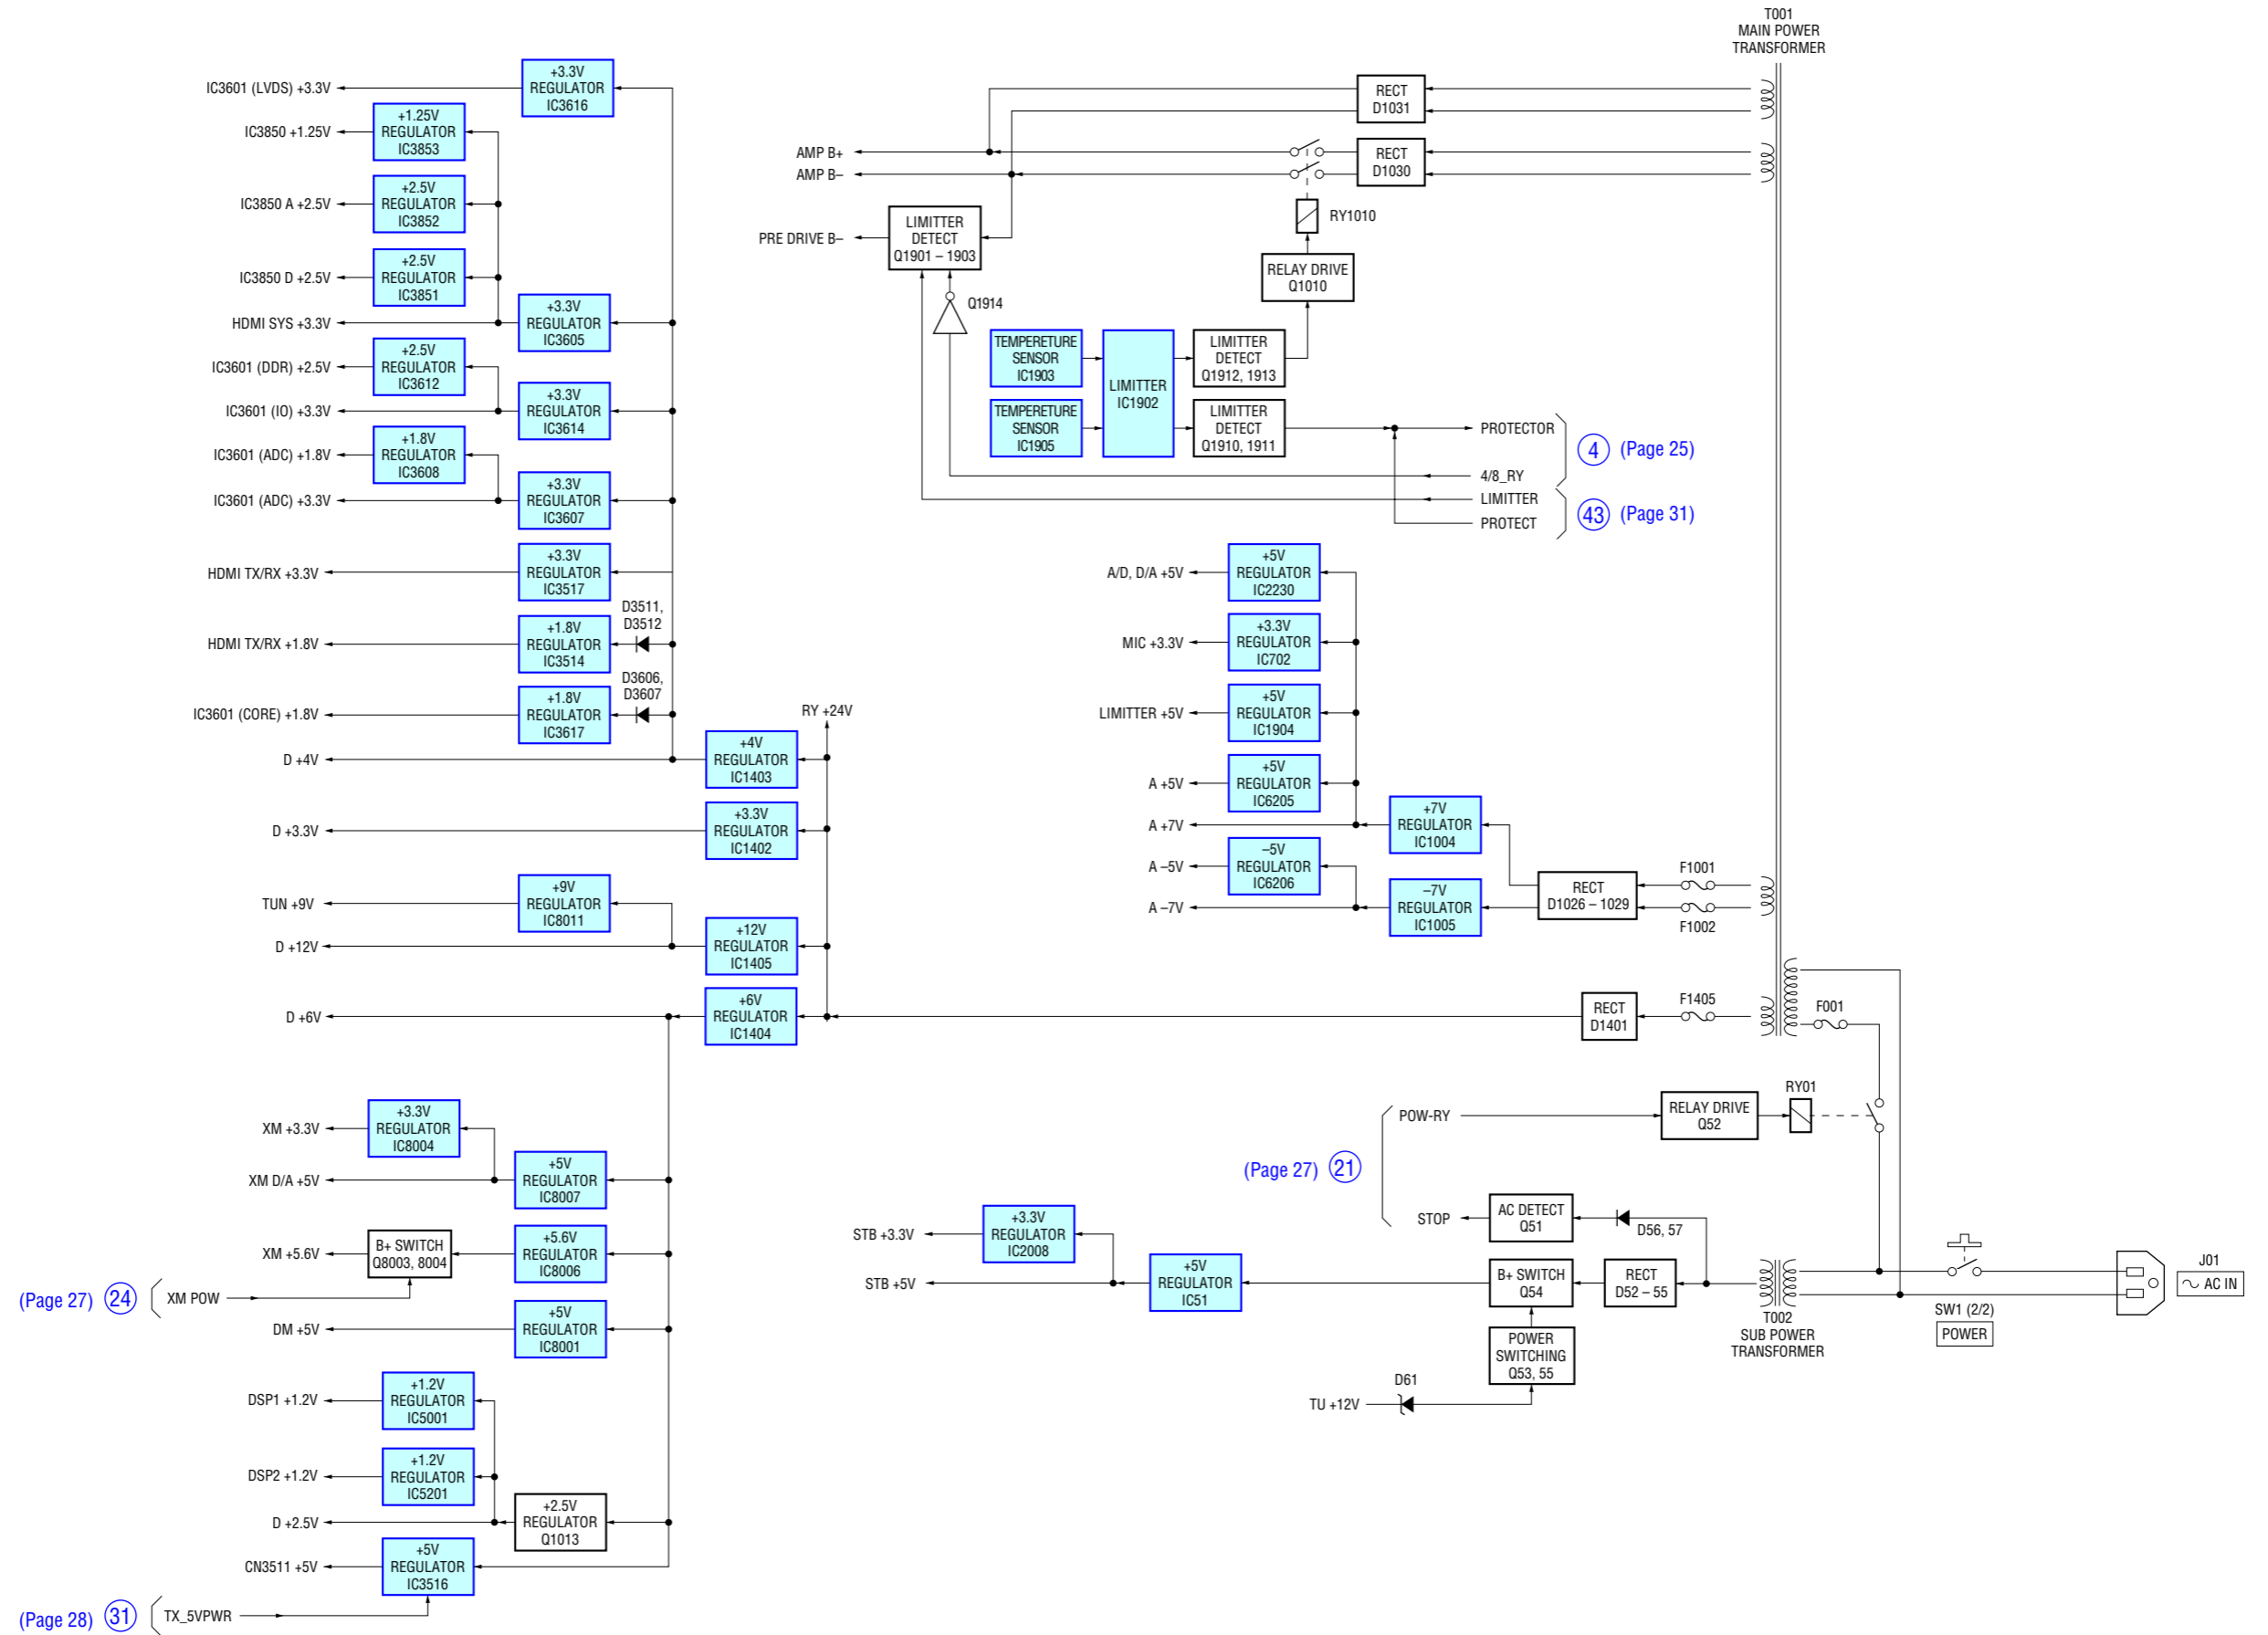 T001
MAIN POWER
TRANSFORMER
IC3601 (LVDS) +3.3V
+3.3V
REGULATOR
IC3616
IC3850 +1.25V
+1.25V
REGULATOR
IC3853
IC3850 A +2.5V
+2.5V
REGULATOR
IC3852
IC3850 D +2.5V
+2.5V
REGULATOR
IC3851
HDMI SYS +3.3V
+3.3V
REGULATOR
IC3605
IC3601 (DDR) +2.5V
+2.5V
REGULATOR
IC3612
IC3601 (IO) +3.3V
+3.3V
REGULATOR
IC3614
IC3601 (ADC) +1.8V
+1.8V
REGULATOR
IC3608
IC3601 (ADC) +3.3V
+3.3V
REGULATOR
IC3607
HDMI TX/RX +3.3V
+3.3V
REGULATOR
IC3517
HDMI TX/RX +1.8V
+1.8V
REGULATOR
IC3514
D3511,
D3512
IC3601 (CORE) +1.8V
+1.8V
REGULATOR
IC3617
D3606,
D3607
RY +24V
D +4V
+4V
REGULATOR
IC1403
D +3.3V
+3.3V
REGULATOR
IC1402
TUN +9V
+9V
REGULATOR
IC8011
D +12V
+12V
REGULATOR
IC1405
D +6V
+6V
REGULATOR
IC1404
XM +3.3V
+3.3V
REGULATOR
IC8004
XM D/A +5V
+5V
REGULATOR
IC8007
XM +5.6V
B+ SWITCH
Q8003, 8004
+5.6V
REGULATOR
IC8006
(Page 27) 24
XM POW
DM +5V
+5V
REGULATOR
IC8001
DSP1 +1.2V
+1.2V
REGULATOR
IC5001
DSP2 +1.2V
+1.2V
REGULATOR
IC5201
D +2.5V
+2.5V
REGULATOR
Q1013
CN3511 +5V
+5V
REGULATOR
IC3516
(Page 28) 31
TX_5VPWR
RECT
D1031
AMP B+
AMP B–
RECT
D1030
RY1010
PRE DRIVE B–
LIMITTER
DETECT
Q1901 – 1903
RELAY DRIVE
Q1010
Q1914
TEMPERETURE
SENSOR
IC1903
TEMPERETURE
SENSOR
IC1905
LIMITTER
IC1902
LIMITTER
DETECT
Q1912, 1913
LIMITTER
DETECT
Q1910, 1911
PROTECTOR
4/8_RY
4 (Page 25)
LIMITTER
PROTECT
43 (Page 31)
A/D, D/A +5V
+5V
REGULATOR
IC2230
MIC +3.3V
+3.3V
REGULATOR
IC702
LIMITTER +5V
+5V
REGULATOR
IC1904
A +5V
+5V
REGULATOR
IC6205
A +7V
+7V
REGULATOR
IC1004
A –5V
–5V
REGULATOR
IC6206
A –7V
–7V
REGULATOR
IC1005
RECT
D1026 – 1029
F1001
F1002
RECT
D1401
F1405
F001
POW-RY
RELAY DRIVE
Q52
RY01
(Page 27) 21
STOP
AC DETECT
Q51
D56, 57
STB +3.3V
+3.3V
REGULATOR
IC2008
STB +5V
+5V
REGULATOR
IC51
B+ SWITCH
Q54
RECT
D52 – 55
POWER
SWITCHING
Q53, 55
TU +12V
D61
T002
SUB POWER
TRANSFORMER
SW1 (2/2)
POWER
J01
AC IN